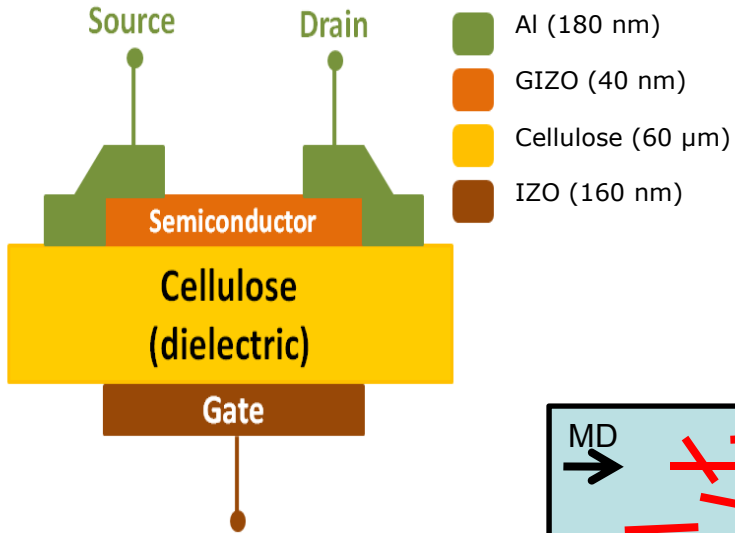 Source
Drain
Al (180 nm)
GIZO (40 nm)
Cellulose (60 µm)
IZO (160 nm)
Semiconductor
Cellulose
(dielectric)
Gate
MD